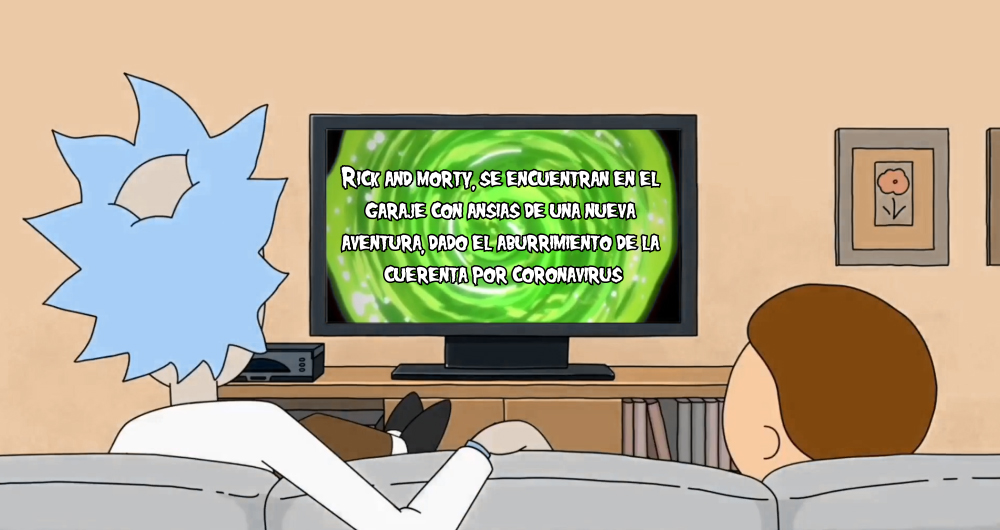 Rick and morty, se encuentran en el
garaje con ansias de una nueva
aventura, dado el aburrimiento de la
cuerenta por coronavirus